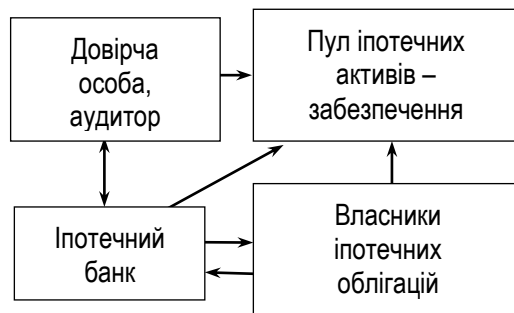 Довірча
особа,
аудитор
Пул іпотечних
активів –
забезпечення
Іпотечний
банк
Власники
іпотечних
облігацій